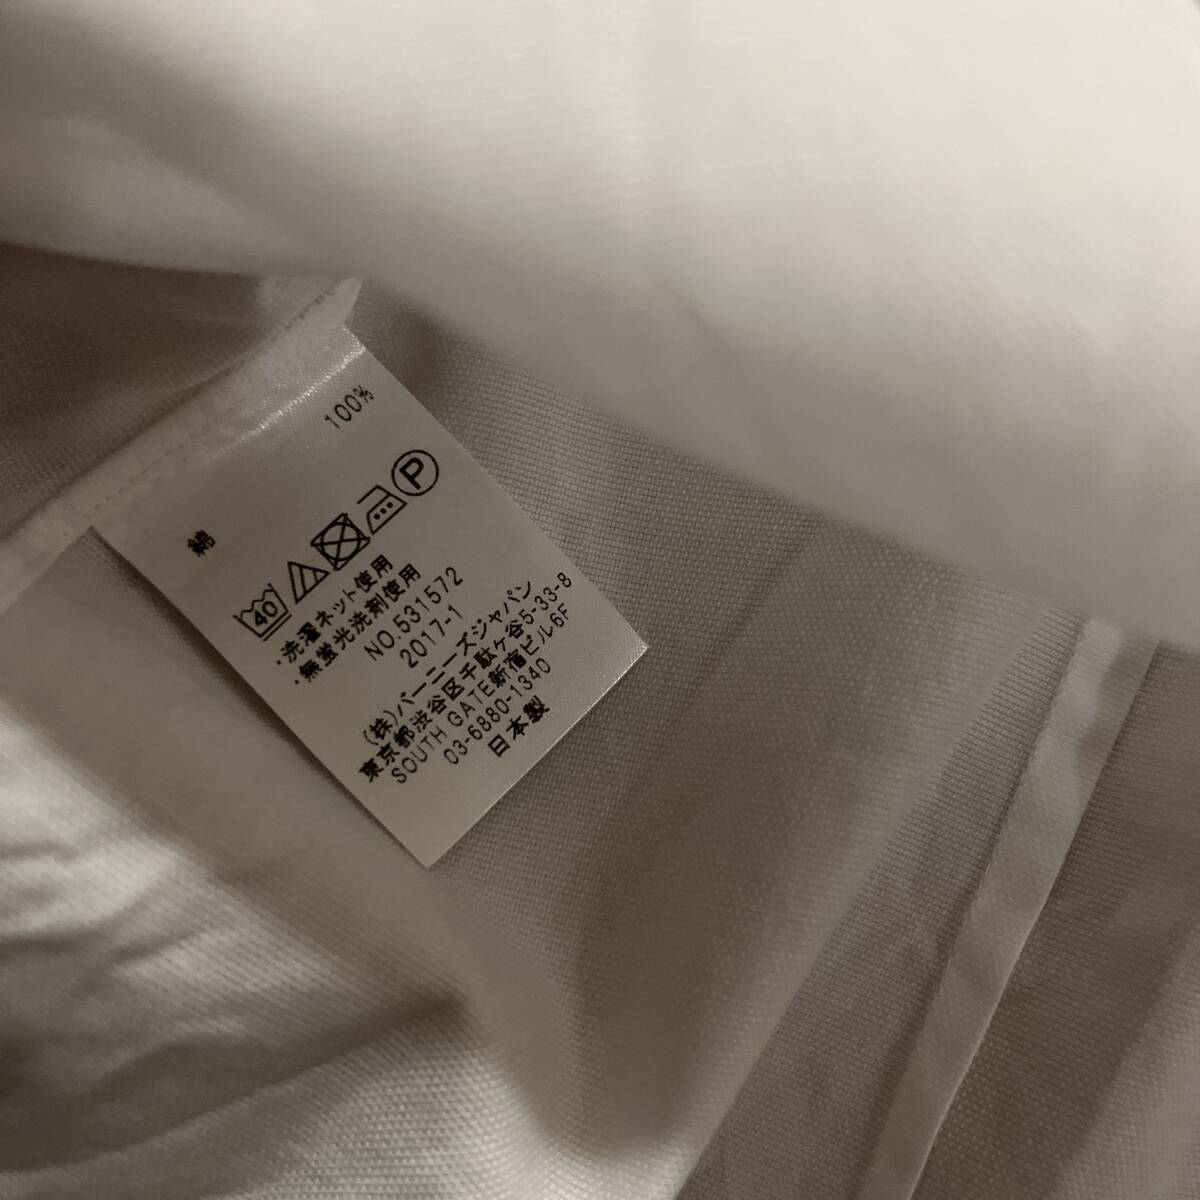 綿 100%
40 P
・洗濯ネット使用
・無蛍光洗剤使用
NO.531572
2017-1
(株)バーニーズジャパン
東京都渋谷区千駄ヶ谷5-33-8
SOUTH GATE新宿ビル6F
03-6880-1340
日本製